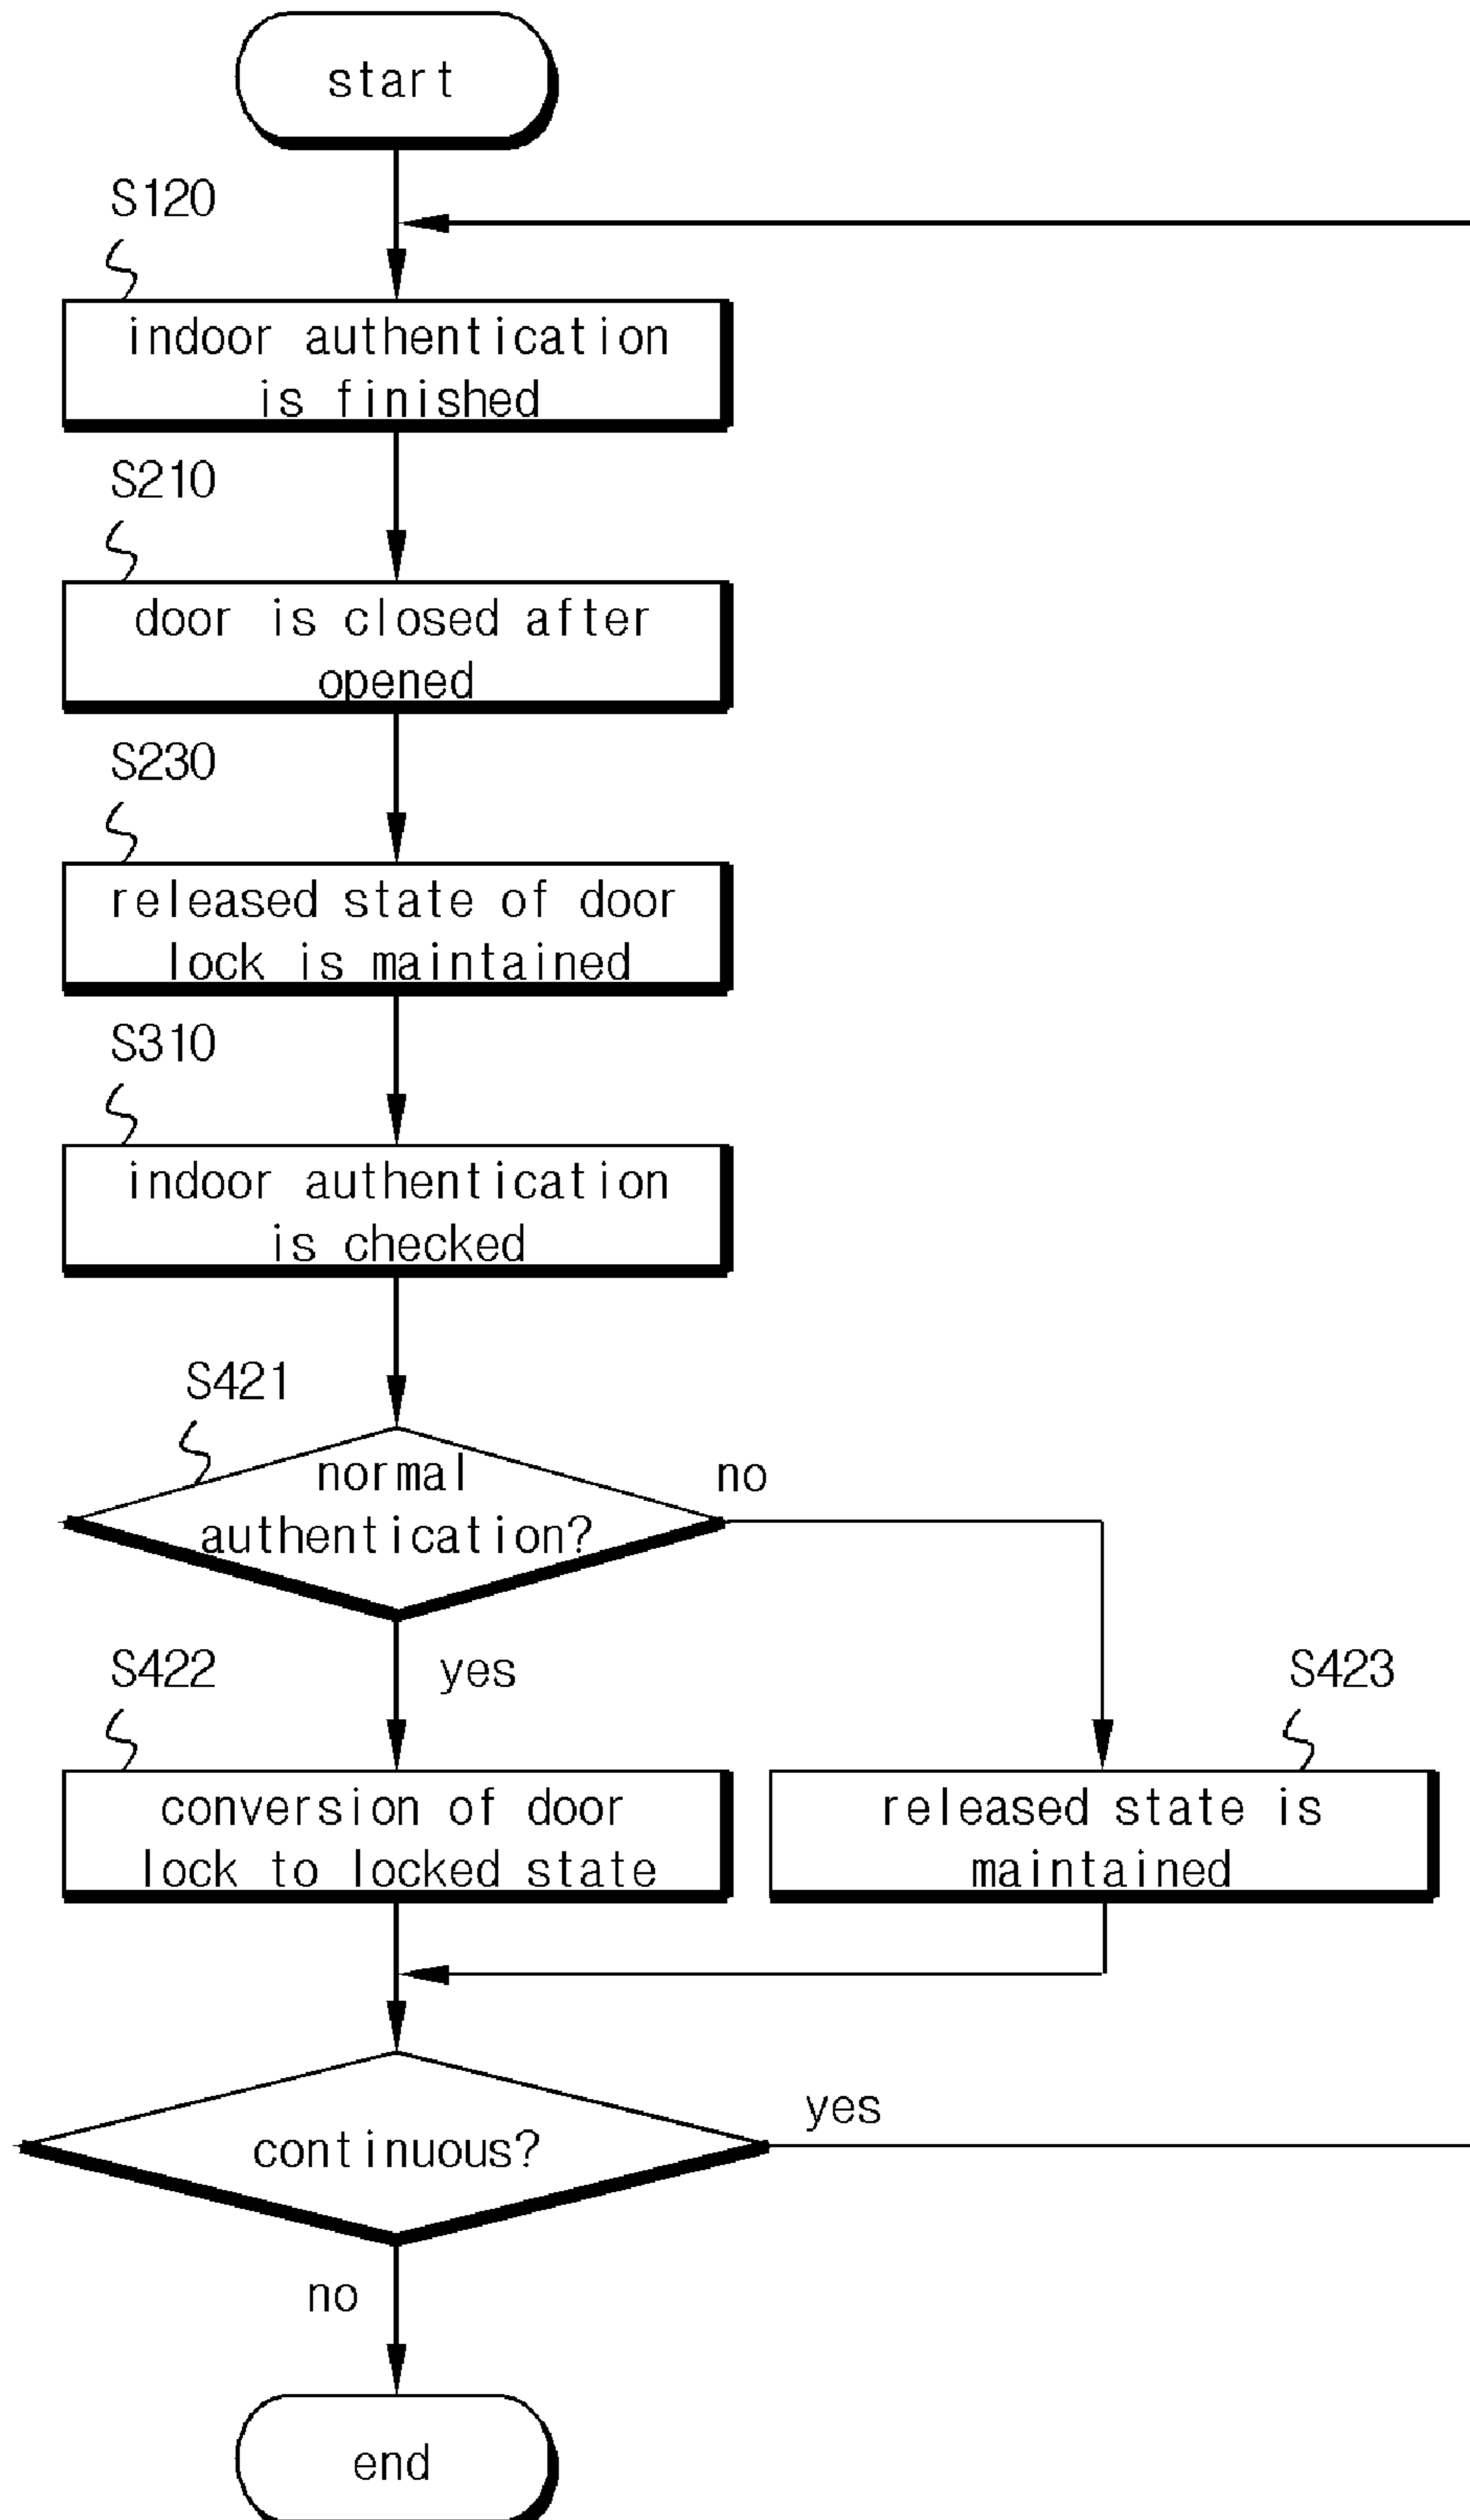 start
S120
indoor authentication
is finished
S210
door is closed after
opened
S230
released state of door
lock is maintained
S310
indoor authentication
is checked
S421
normal
authentication?
no
yes
S422
conversion of door
lock to locked state
S423
released state is
maintained
continuous?
yes
no
end